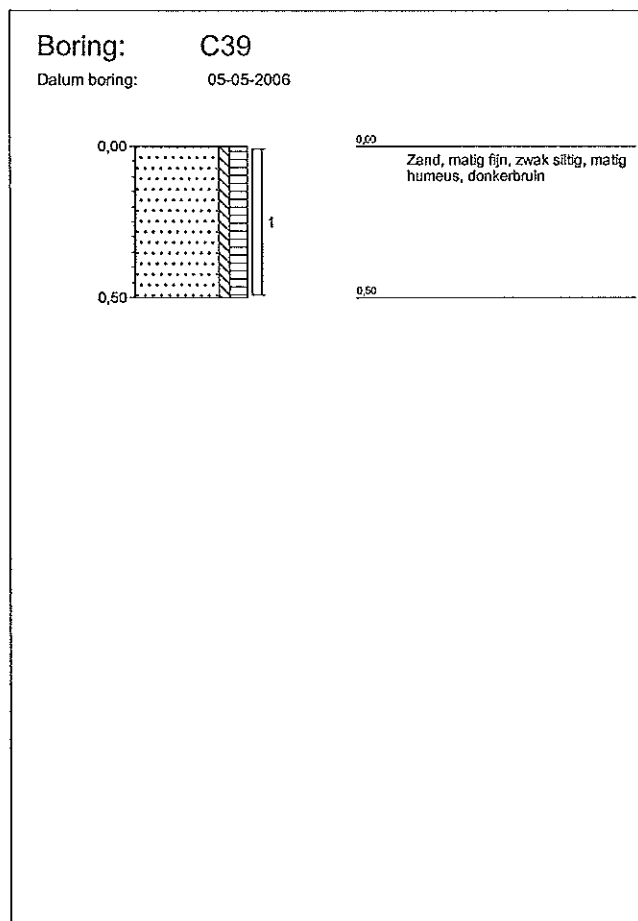 Boring: C39
Datum boring: 05-05-2006
0,00
0,00
Zand, matig fijn, zwak siltig, matig
humeus, donkerbruin
1
0,50
0,50